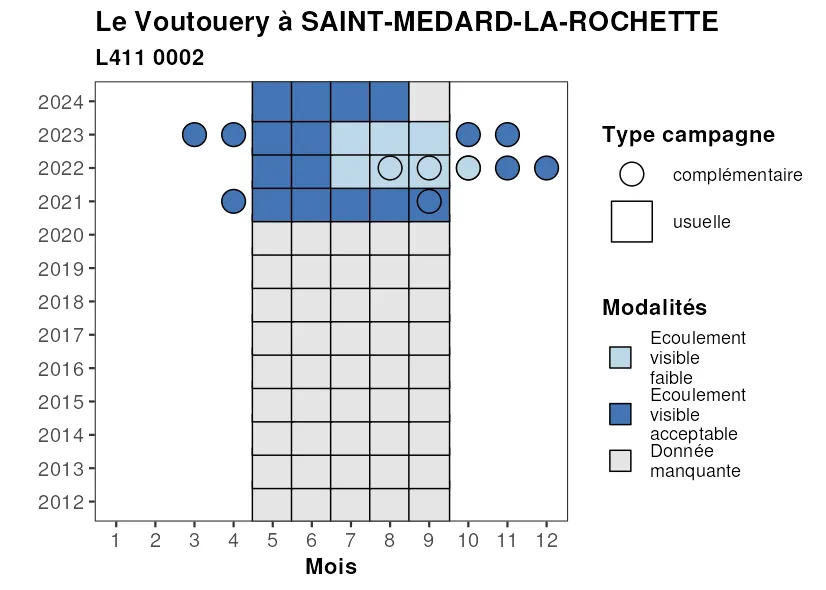 Le Voutouery à SAINT-MEDARD-LA-ROCHETTE
L411 0002
2024
2023
2022
2021
2020
2019
2018
2017
2016
2015
2014
2013
2012
1 2 3 4 5 6 7 8 9 10 11 12
Mois
Type campagne
complémentaire
usuelle
Modalités
Ecoulement
visible
faible
Ecoulement
visible
acceptable
Donnée
manquante